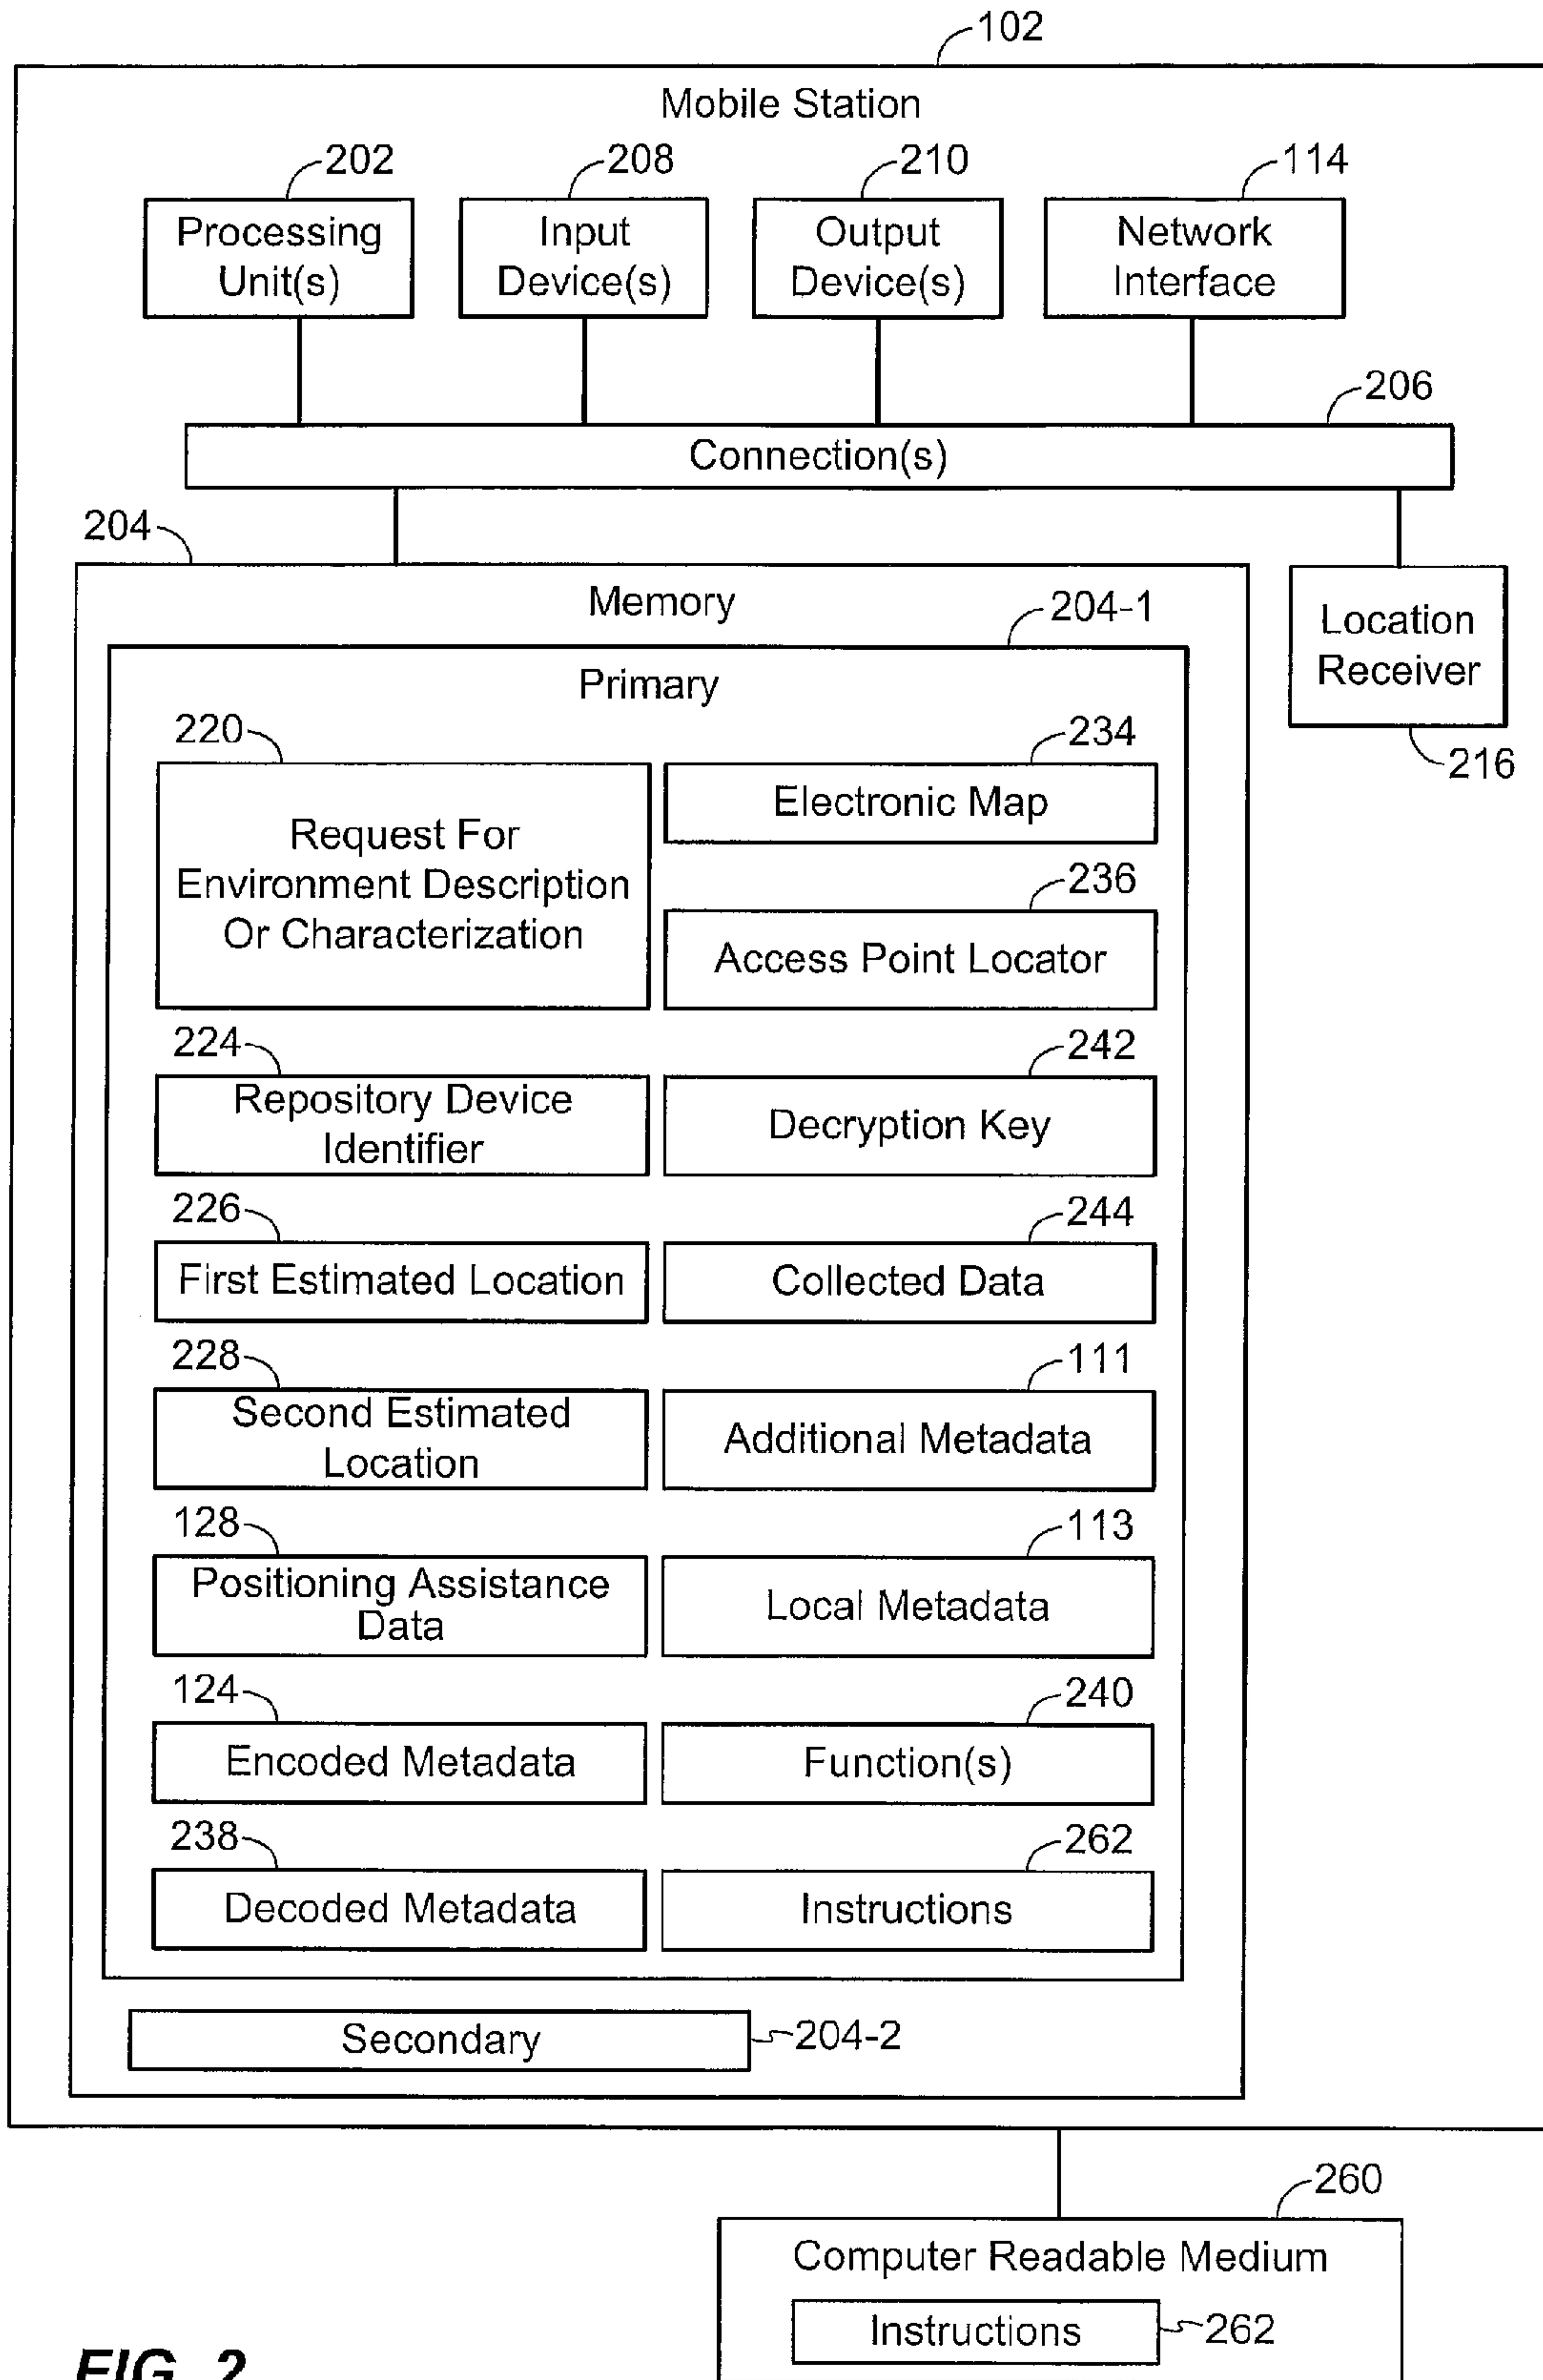 102
Mobile Station
202 208 210 114
Processing Unit(s)
Input Device(s)
Output Device(s)
Network Interface
206
Connection(s)
204
Memory
204-1
Location Receiver
216
Primary
220 234
Request For
Environment Description
Or Characterization
Electronic Map
236
Access Point Locator
224 242
Repository Device
Identifier
Decryption Key
226 244
First Estimated Location
Collected Data
228 111
Second Estimated
Location
Additional Metadata
128 113
Positioning Assistance
Data
Local Metadata
124 240
Encoded Metadata
Function(s)
238 262
Decoded Metadata
Instructions
Secondary
204-2
260
Computer Readable Medium
Instructions
262
FIG. 2